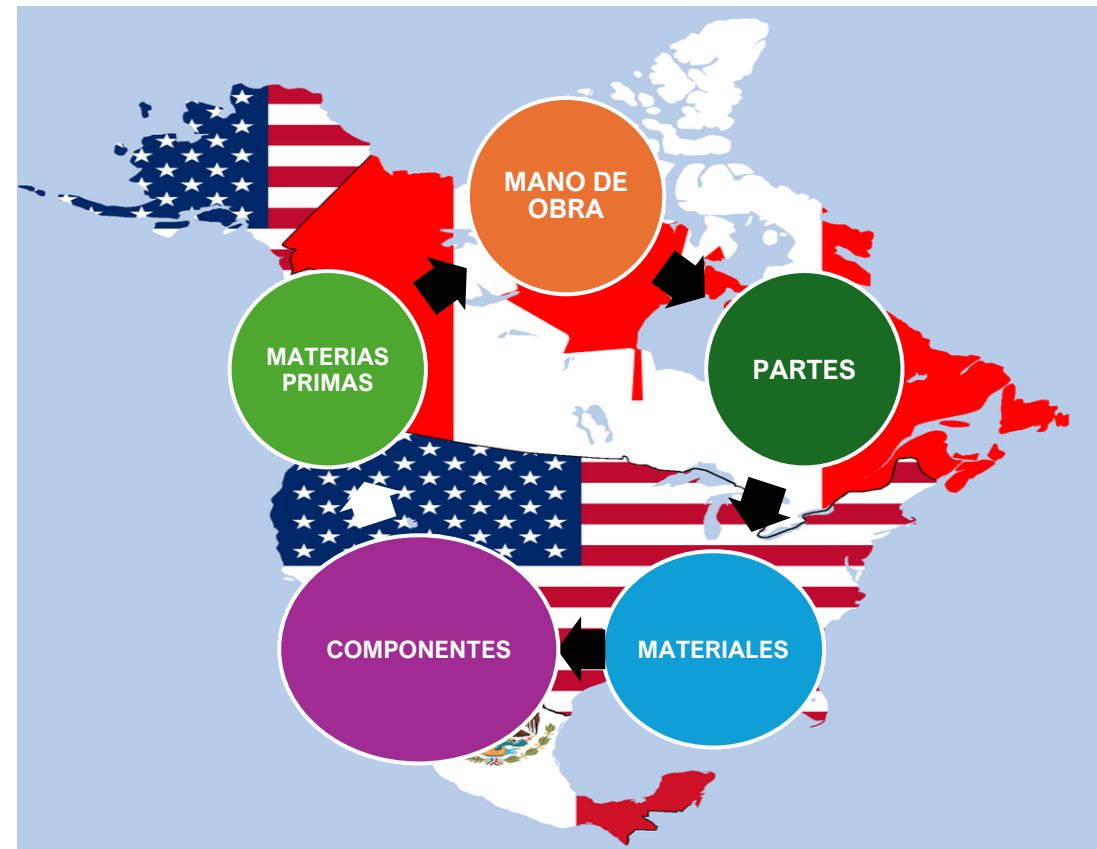 MANO DE
OBRA
MATERIAS
PRIMAS
PARTES
COMPONENTES
MATERIALES